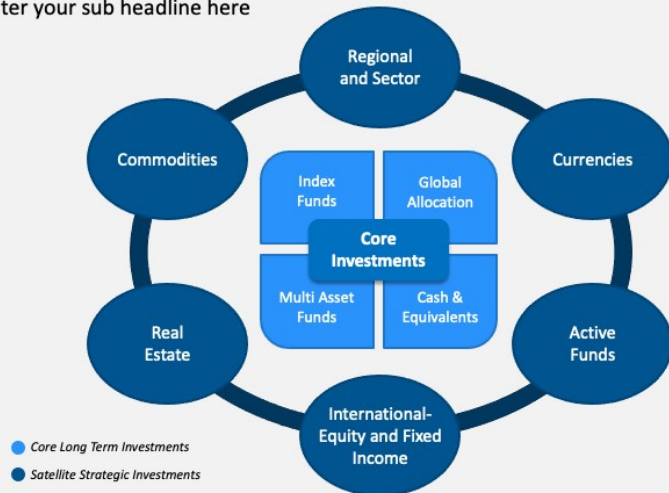 ter your sub headline here
Regional
and Sector
Commodities
Currencies
Index
Funds
Global
Allocation
Core
Investments
Multi Asset
Funds
Cash &
Equivalents
Real
Estate
Active
Funds
International-
Equity and Fixed
Income
Core Long Term Investments
Satellite Strategic Investments